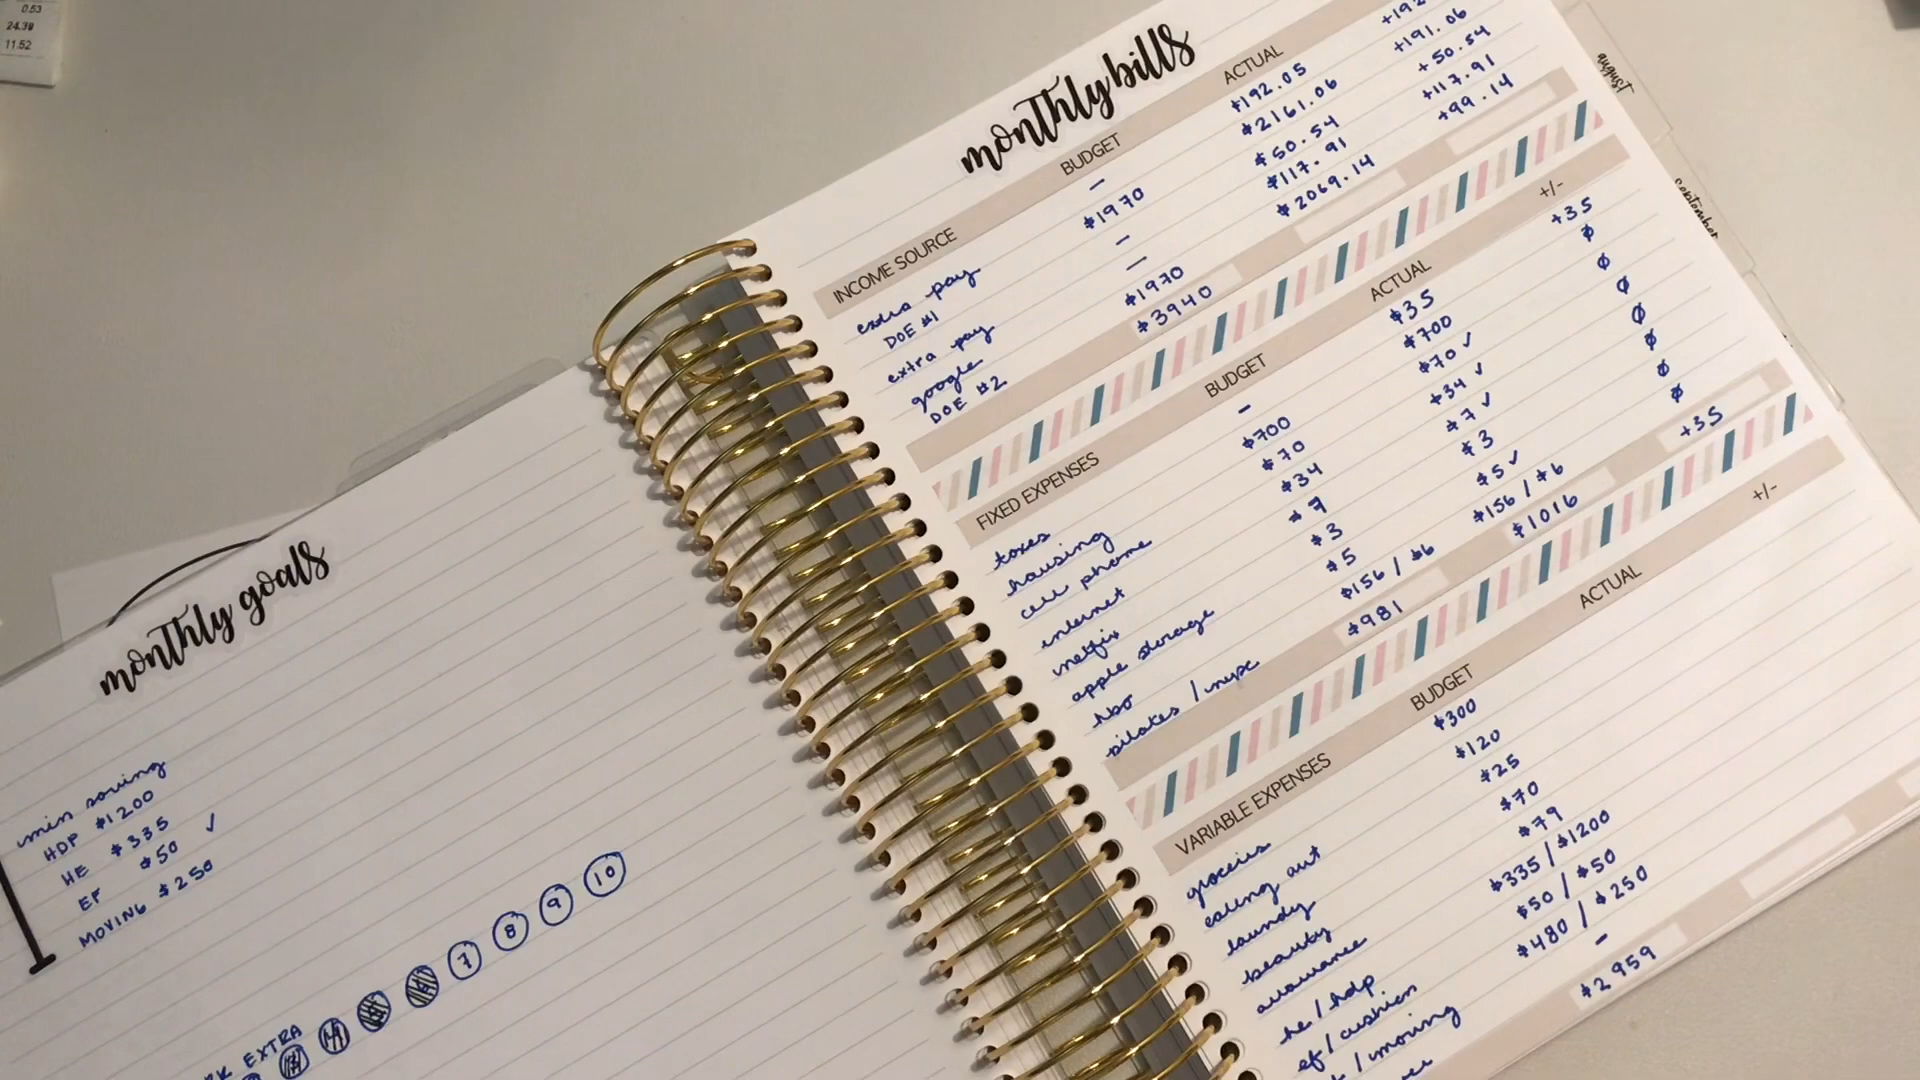 0.53
24.39
11.52
monthly goals
min saving
HDP $1200
HE $335
EF $50 ✓
MOVING $250
EXTRA
7 8 9 10
monthly bills
INCOME SOURCE BUDGET ACTUAL
extra pay — $192.05 +192
DOE #1 $1970 $2161.06 +191.06
extra pay — $50.54 +50.54
google — $117.91 +117.91
DOE #2 $1970 $2069.14 +99.14
$3940
FIXED EXPENSES BUDGET ACTUAL +/-
taxes — $35 +35
housing $700 $700 ø
cell phone $70 $70 ✓ ø
internet $34 $34 ✓ ø
netflix $7 $7 ✓ ø
apple storage $3 $3 ø
hbo $5 $5 ✓ ø
pilates / $156 / $6 $156 / $6 ø
$981 $1016 +35
VARIABLE EXPENSES BUDGET ACTUAL +/-
groceries $300
eating out $120
laundry $25
beauty $70
allowance $79
he / hdp $335 / $1200
ef / cushion $50 / $50
/ moving $480 / $250
—
$2959
august
september